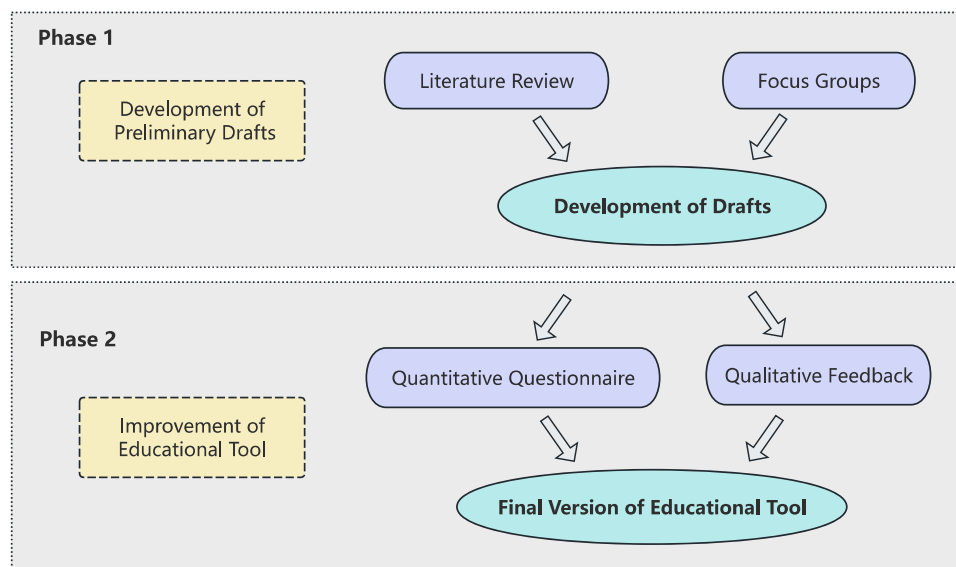 Phase 1
Literature Review
Focus Groups
Development of
Preliminary Drafts
Development of Drafts
Phase 2
Quantitative Questionnaire
Qualitative Feedback
Improvement of
Educational Tool
Final Version of Educational Tool